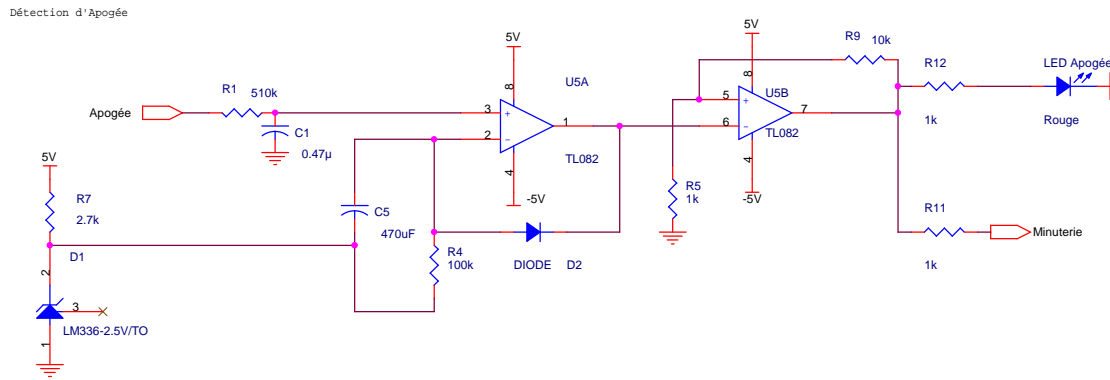 Détection d'Apogée
5V
5V
R9
10k
8
U5A
8
U5B
R12
LED Apogée
R1
510k
Apogée
3
+
5
+
7
2
-
1
6
-
C1
0.47µ
TL082
TL082
1k
Rouge
4
4
5V
-5V
-5V
R5
1k
R7
2.7k
C5
470uF
R4
100k
R11
Minuterie
D1
DIODE
D2
1k
2
3
LM336-2.5V/TO
1